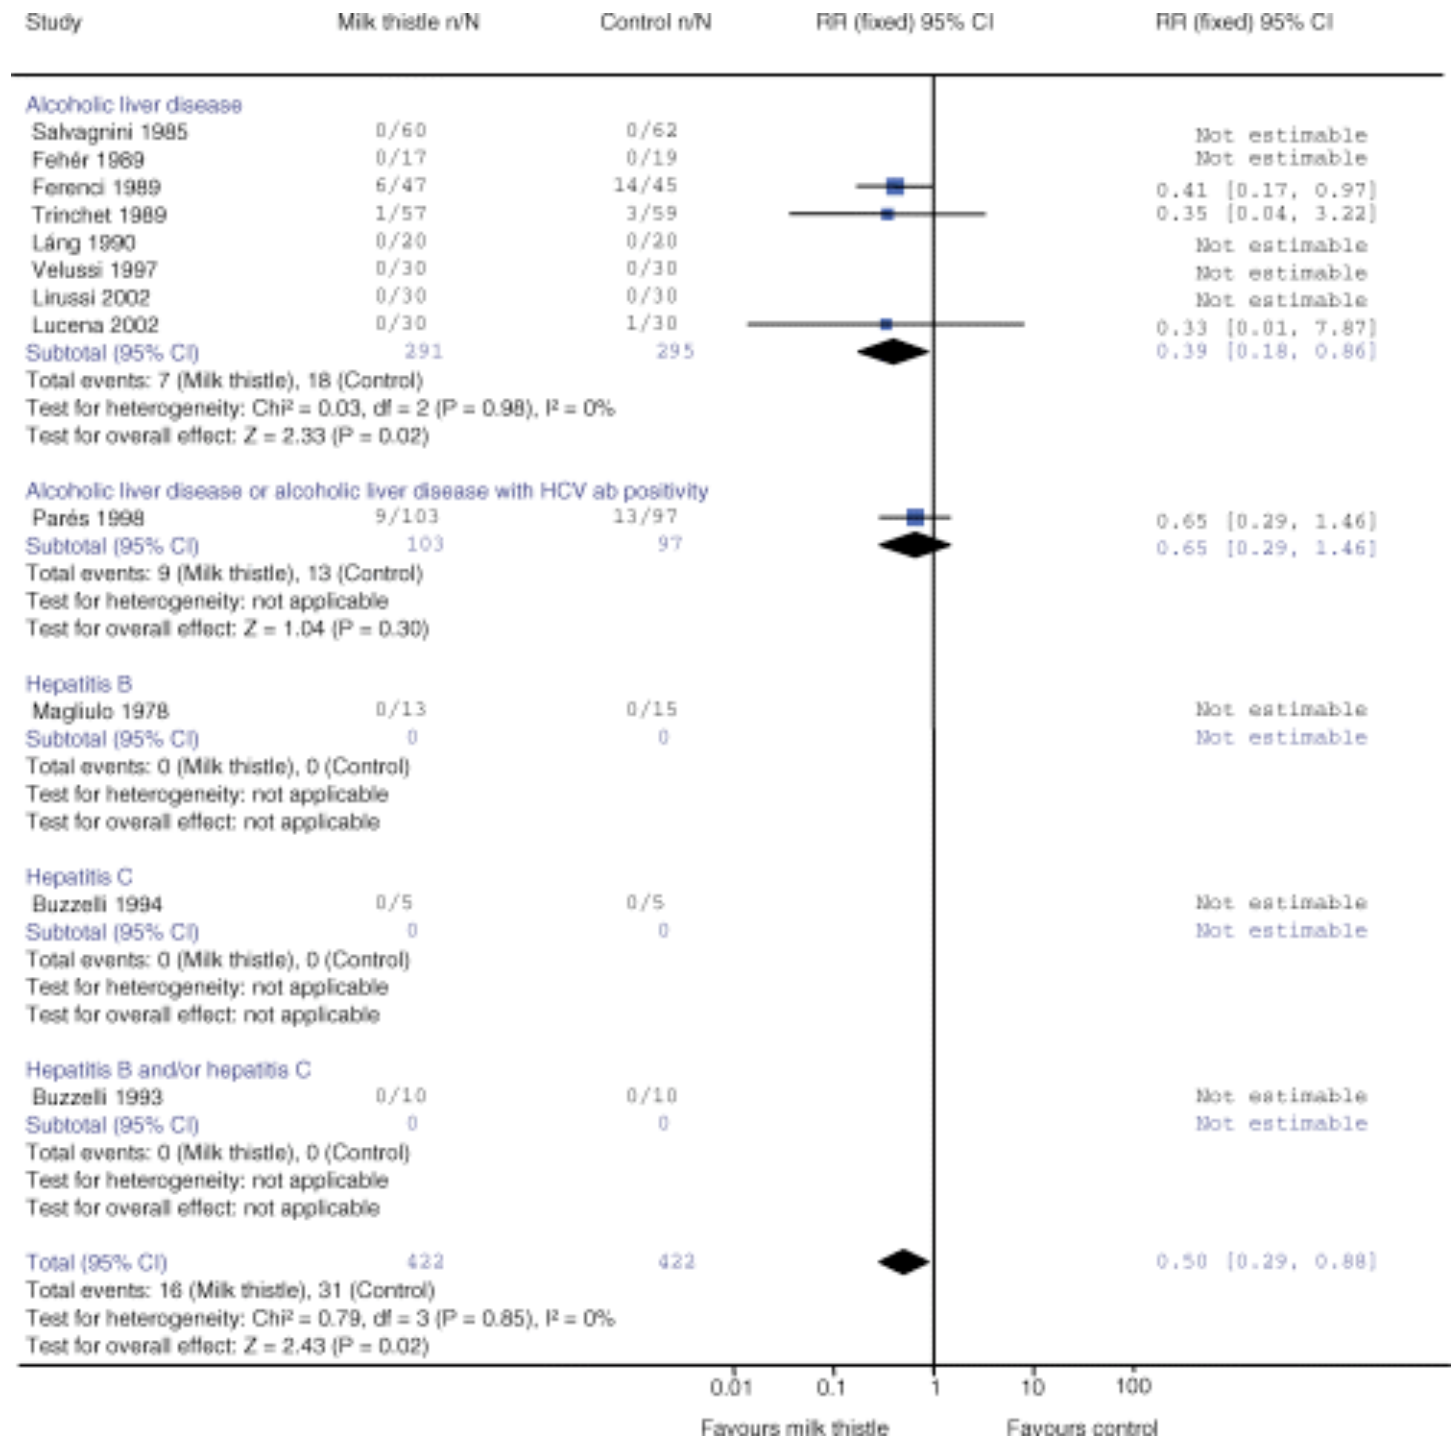 Study Milk thistle n/N Control n/N RR (fixed) 95% CI RR (fixed) 95% CI
Alcoholic liver disease
Salvagnini 1985 0/60 0/62 Not estimable
Fehér 1989 0/17 0/19 Not estimable
Ferenci 1989 6/47 14/45 0.41 [0.17, 0.97]
Trinchet 1989 1/57 3/59 0.35 [0.04, 3.22]
Láng 1990 0/20 0/20 Not estimable
Velussi 1997 0/30 0/30 Not estimable
Lirussi 2002 0/30 0/30 Not estimable
Lucena 2002 0/30 1/30 0.33 [0.01, 7.87]
Subtotal (95% CI) 291 295 0.39 [0.18, 0.86]
Total events: 7 (Milk thistle), 18 (Control)
Test for heterogeneity: Chi² = 0.03, df = 2 (P = 0.98), I² = 0%
Test for overall effect: Z = 2.33 (P = 0.02)
Alcoholic liver disease or alcoholic liver disease with HCV ab positivity
Parés 1998 9/103 13/97 0.65 [0.29, 1.46]
Subtotal (95% CI) 103 97 0.65 [0.29, 1.46]
Total events: 9 (Milk thistle), 13 (Control)
Test for heterogeneity: not applicable
Test for overall effect: Z = 1.04 (P = 0.30)
Hepatitis B
Magliulo 1978 0/13 0/15 Not estimable
Subtotal (95% CI) 0 0 Not estimable
Total events: 0 (Milk thistle), 0 (Control)
Test for heterogeneity: not applicable
Test for overall effect: not applicable
Hepatitis C
Buzzelli 1994 0/5 0/5 Not estimable
Subtotal (95% CI) 0 0 Not estimable
Total events: 0 (Milk thistle), 0 (Control)
Test for heterogeneity: not applicable
Test for overall effect: not applicable
Hepatitis B and/or hepatitis C
Buzzelli 1993 0/10 0/10 Not estimable
Subtotal (95% CI) 0 0 Not estimable
Total events: 0 (Milk thistle), 0 (Control)
Test for heterogeneity: not applicable
Test for overall effect: not applicable
Total (95% CI) 422 422 0.50 [0.29, 0.88]
Total events: 16 (Milk thistle), 31 (Control)
Test for heterogeneity: Chi² = 0.79, df = 3 (P = 0.85), I² = 0%
Test for overall effect: Z = 2.43 (P = 0.02)
0.01 0.1 1 10 100
Favours milk thistle Favours control